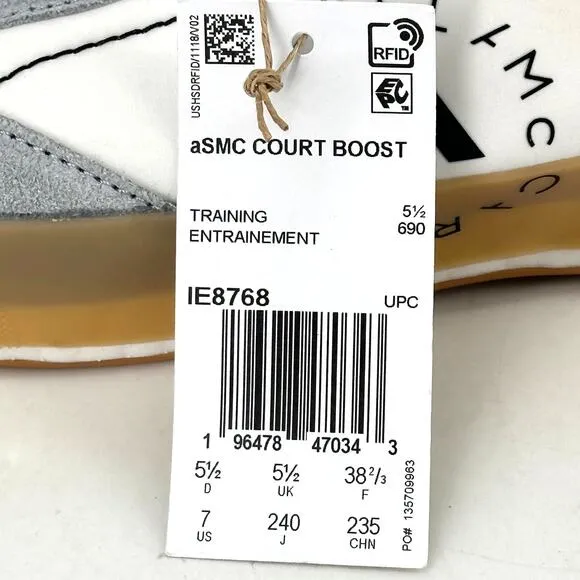 USHSDRFID/1118/V02
RFID
EPC
aSMC COURT BOOST
TRAINING 5½
ENTRAINEMENT 690
IE8768 UPC
1 96478 47034 3
5½ 5½ 38²/₃
D UK F
7 240 235
US J CHN
PO# 135709963